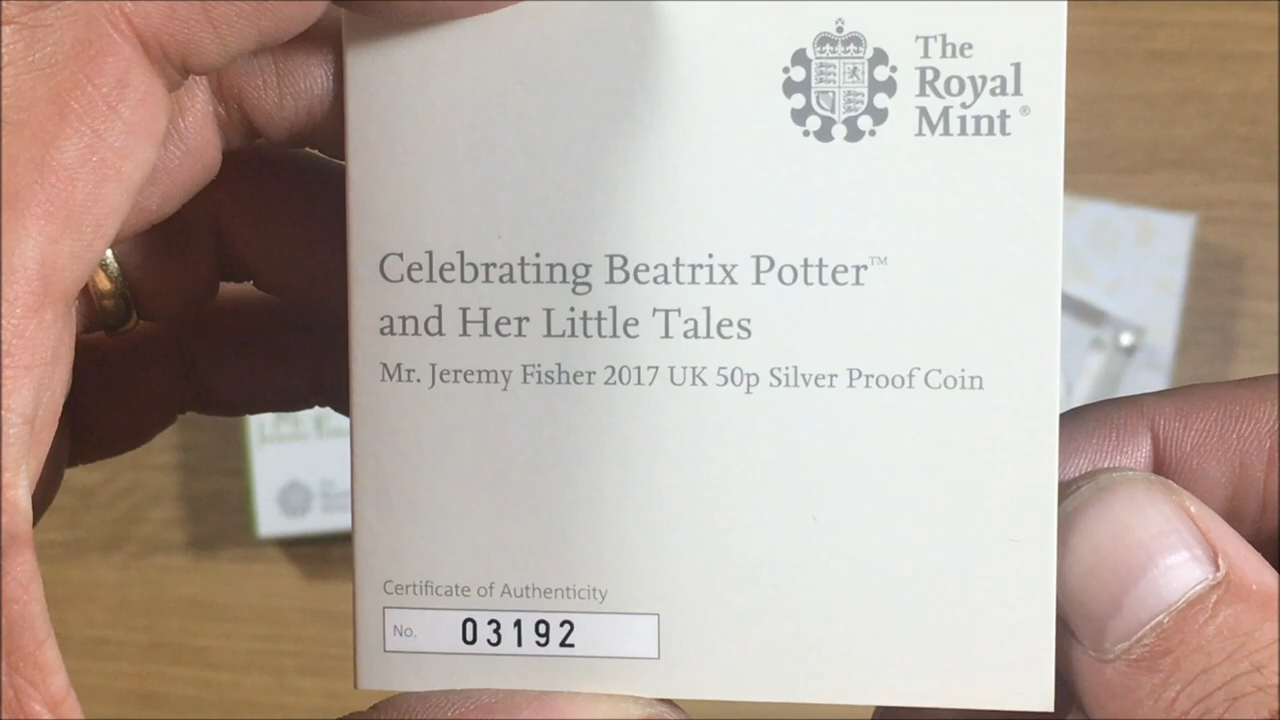 The
Royal
Mint®
Celebrating Beatrix Potter™
and Her Little Tales
Mr. Jeremy Fisher 2017 UK 50p Silver Proof Coin
Certificate of Authenticity
No. 03192